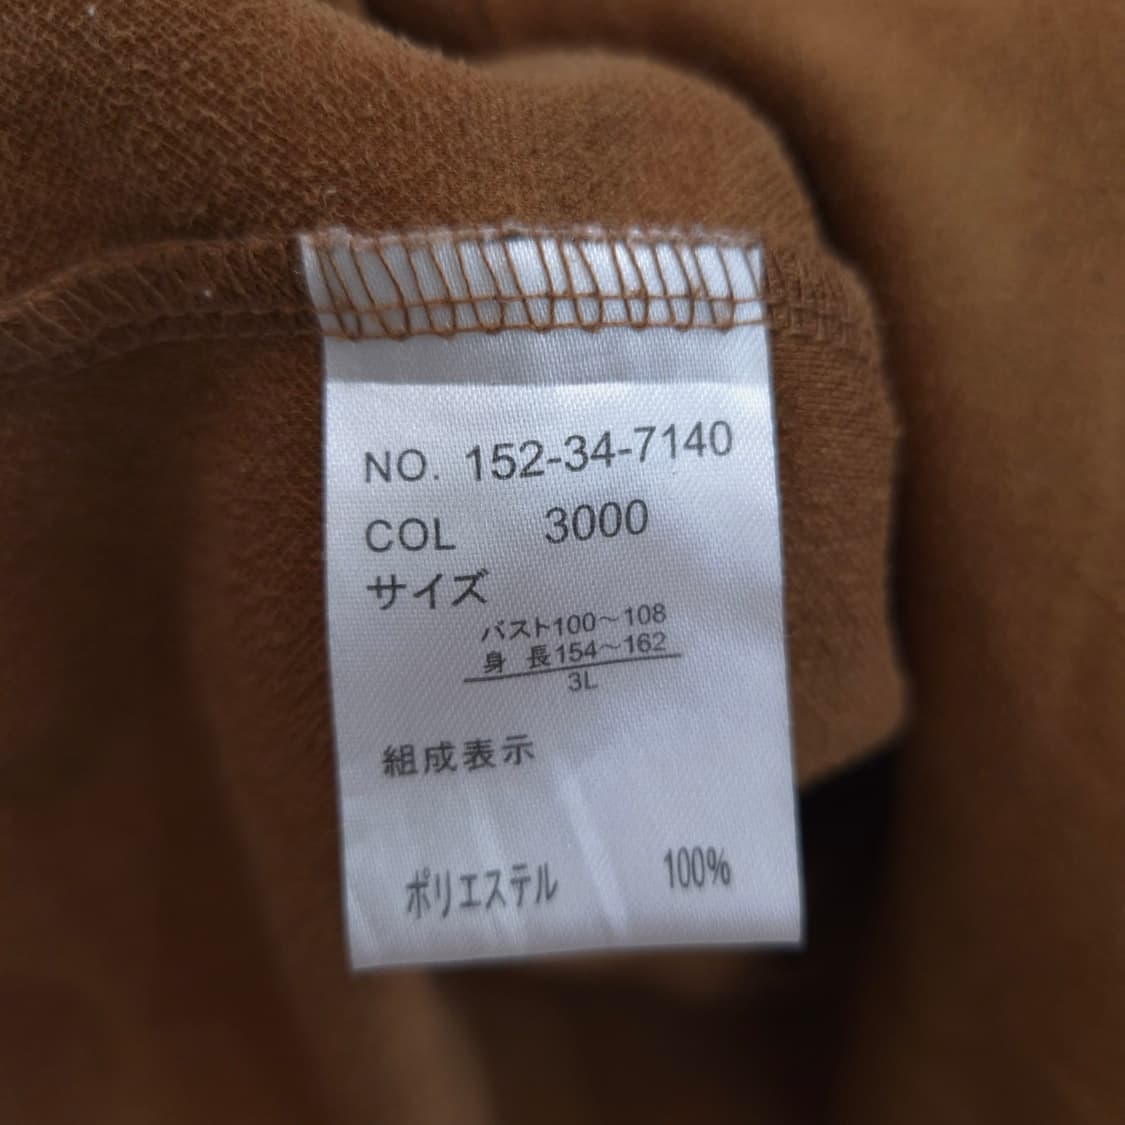 NO. 152-34-7140
COL 3000
サイズ
バスト100～108
身 長154～162
3L
組成表示
ポリエステル 100%